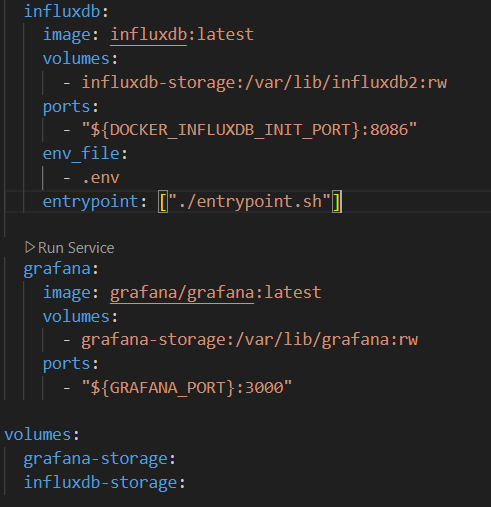 influxdb:
image: influxdb:latest
volumes:
- influxdb-storage:/var/lib/influxdb2:rw
ports:
- "${DOCKER_INFLUXDB_INIT_PORT}:8086"
env_file:
- .env
entrypoint: ["./entrypoint.sh"]
Run Service
grafana:
image: grafana/grafana:latest
volumes:
- grafana-storage:/var/lib/grafana:rw
ports:
- "${GRAFANA_PORT}:3000"
volumes:
grafana-storage:
influxdb-storage: